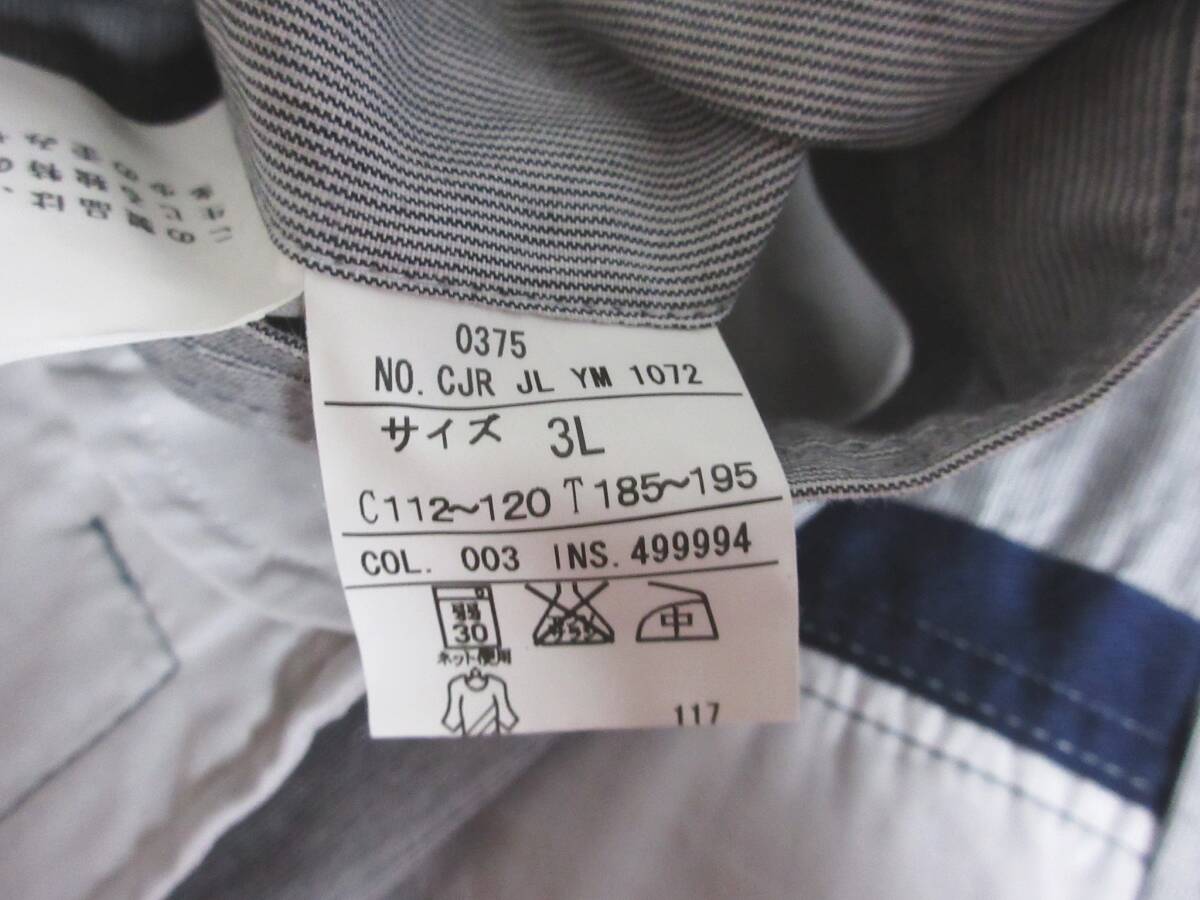 0375
NO. CJR JL YM 1072
サイズ 3L
C112～120 T185～195
COL. 003 INS. 499994
弱
30
中
ネット使用
117